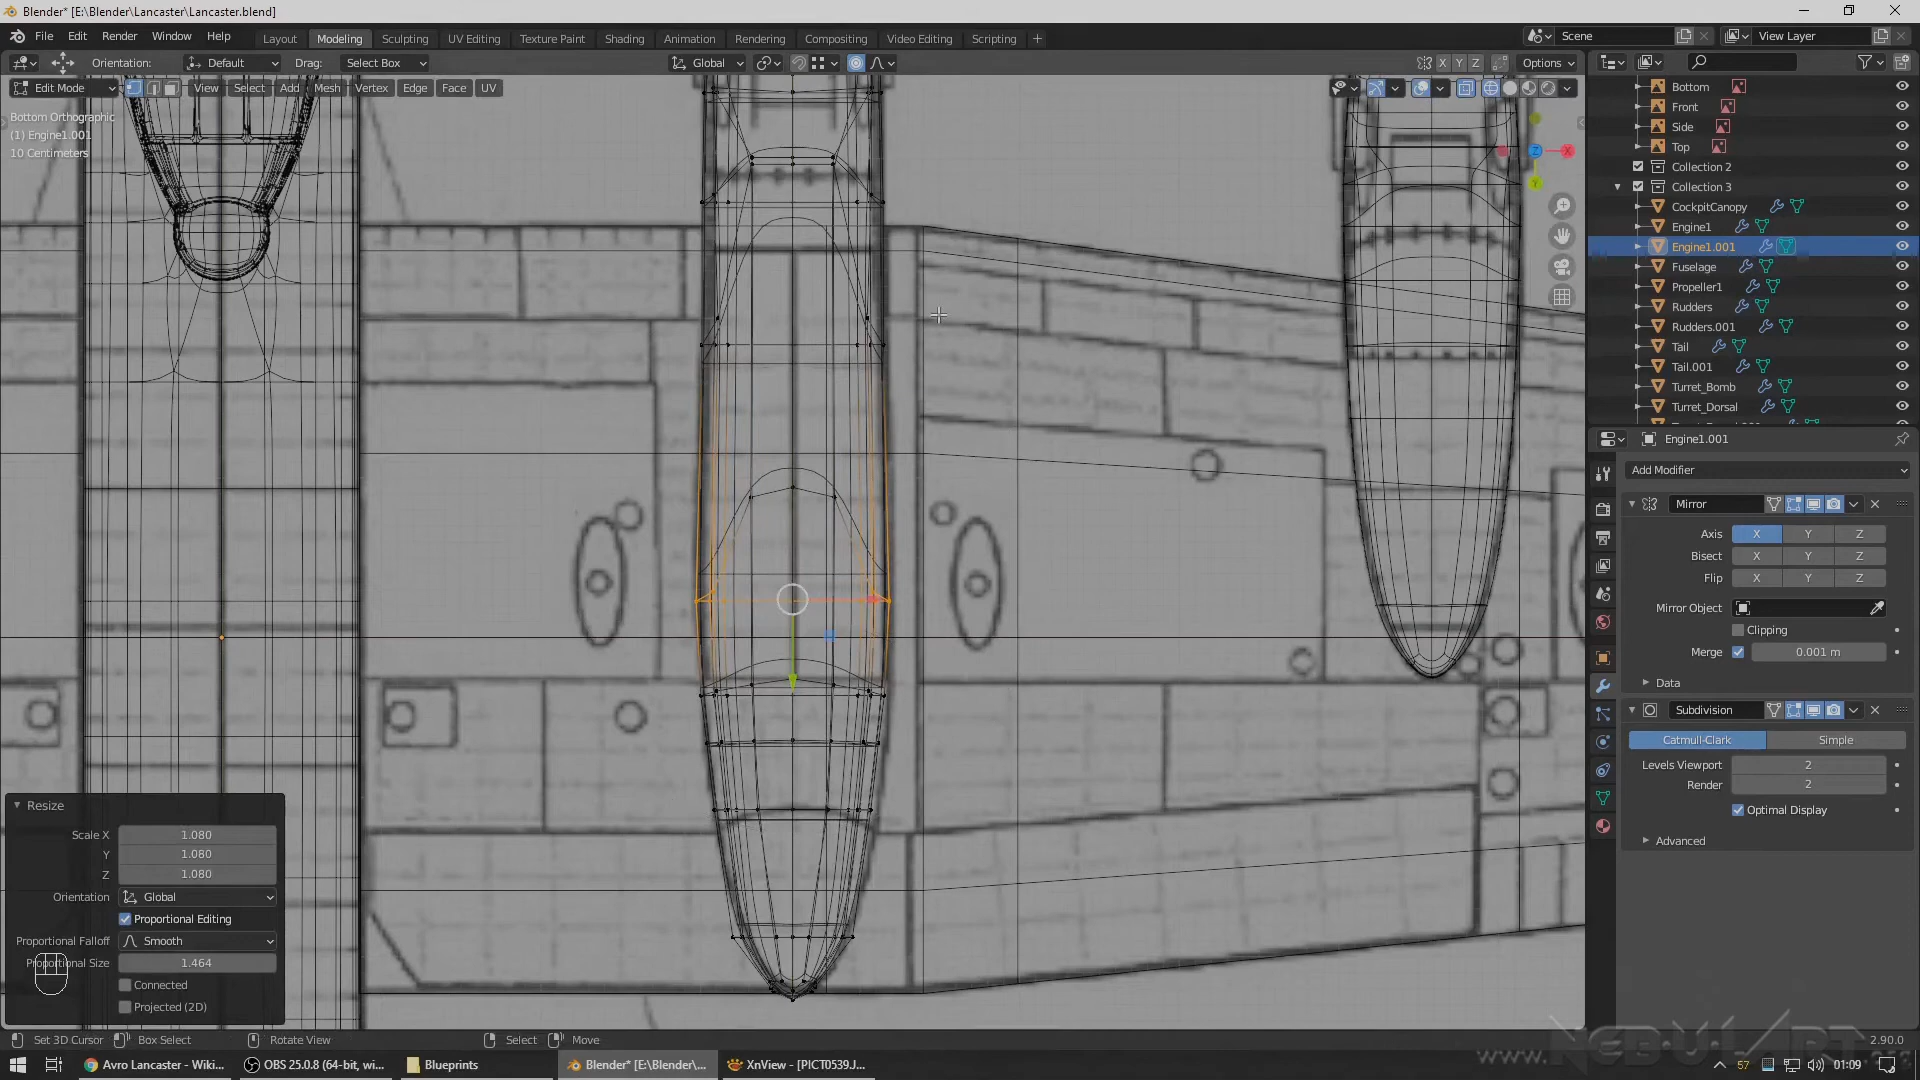 Blender* [E:\Blender\Lancaster\Lancaster.blend]
File Edit Render Window Help
Layout Modeling Sculpting UV Editing Texture Paint Shading Animation Rendering Compositing Video Editing Scripting +
Scene
View Layer
Orientation: Default Drag: Select Box
Global
X Y Z Options
Edit Mode View Select Add Mesh Vertex Edge Face UV
Bottom Orthographic
(1) Engine1.001
10 Centimeters
X
Z
Y
Bottom
Front
Side
Top
Collection 2
Collection 3
CockpitCanopy
Engine1
Engine1.001
Fuselage
Propeller1
Rudders
Rudders.001
Tail
Tail.001
Turret_Bomb
Turret_Dorsal
Engine1.001
Add Modifier
Mirror
Axis X Y Z
Bisect X Y Z
Flip X Y Z
Mirror Object
Clipping
Merge 0.001 m
Data
Subdivision
Catmull-Clark Simple
Levels Viewport 2
Render 2
Optimal Display
Advanced
Resize
Scale X 1.080
Y 1.080
Z 1.080
Orientation Global
Proportional Editing
Proportional Falloff Smooth
Proportional Size 1.464
Connected
Projected (2D)
Set 3D Cursor Box Select Rotate View Select Move
2.90.0
Avro Lancaster - Wiki...
OBS 25.0.8 (64-bit, wi...
Blueprints
Blender* [E:\Blender\...
XnView - [PICT0539.J...
57
01:09